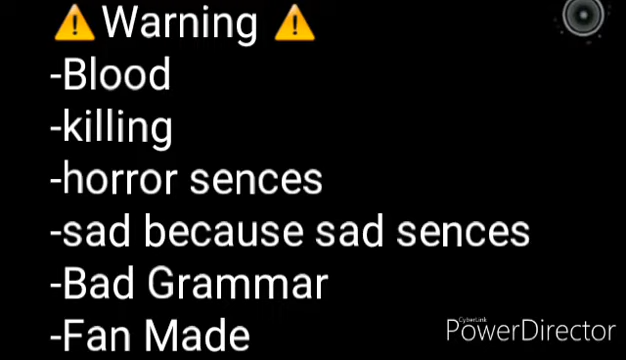 ⚠Warning ⚠
-Blood
-killing
-horror sences
-sad because sad sences
-Bad Grammar
-Fan Made
CyberLink
PowerDirector